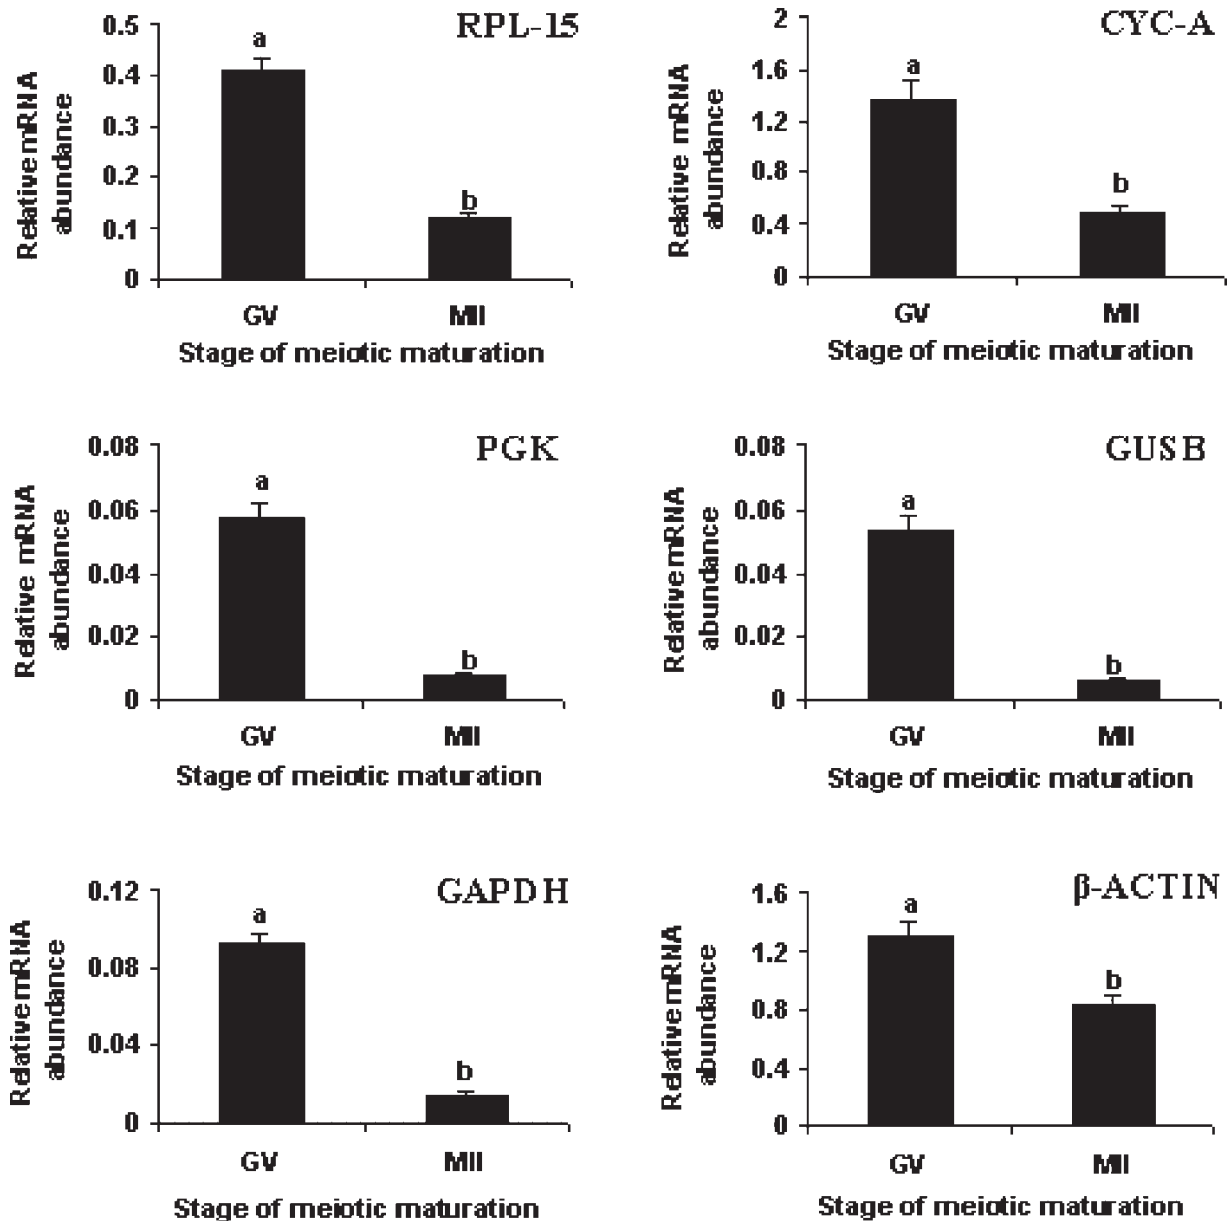 RPL-15
Relative mRNA
abundance
0.5
0.4
0.3
0.2
0.1
0
a
b
GV MII
Stage of meiotic maturation
CYC-A
Relative mRNA
abundance
2
1.6
1.2
0.8
0.4
0
a
b
GV MII
Stage of meiotic maturation
PGK
Relative mRNA
abundance
0.08
0.06
0.04
0.02
0
a
b
GV MII
Stage of meiotic maturation
GUSB
Relative mRNA
abundance
0.08
0.06
0.04
0.02
0
a
b
GV MII
Stage of meiotic maturation
GAPDH
Relative mRNA
abundance
0.12
0.08
0.04
0
a
b
GV MII
Stage of meiotic maturation
β-ACTIN
Relative mRNA
abundance
1.6
1.2
0.8
0.4
0
a
b
GV MII
Stage of meiotic maturation